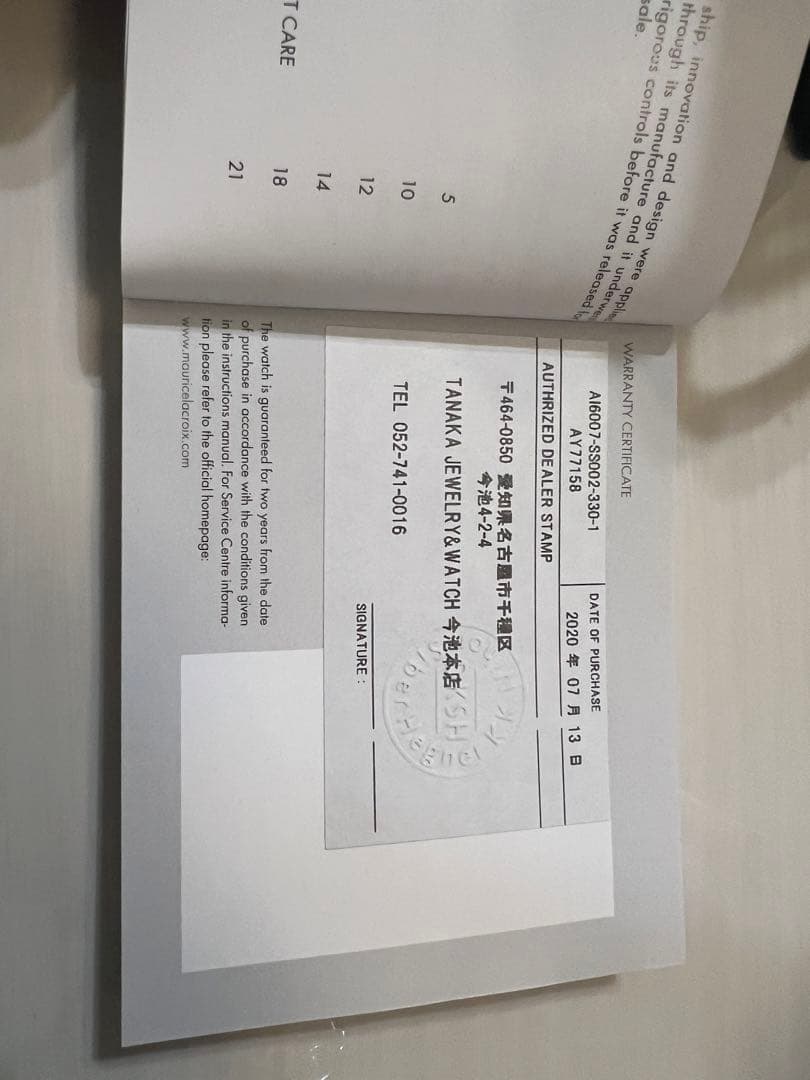 ship, innovation and design were
through its manufacture and it
rigorous controls before it was released
sale.
5
10
12
14
T CARE 18
21
WARRANTY CERTIFICATE
AI6007-SS002-330-1
AY77158
DATE OF PURCHASE
2020 年 07 月 13 日
AUTHRIZED DEALER STAMP
〒464-0850 愛知県名古屋市千種区
今池4-2-4
TANAKA JEWELRY&WATCH 今池本店
TEL 052-741-0016
SIGNATURE :
The watch is guaranteed for two years from the date
of purchase in accordance with the conditions given
in the instructions manual. For Service Centre informa-
tion please refer to the official homepage:
www.mauricelacroix.com